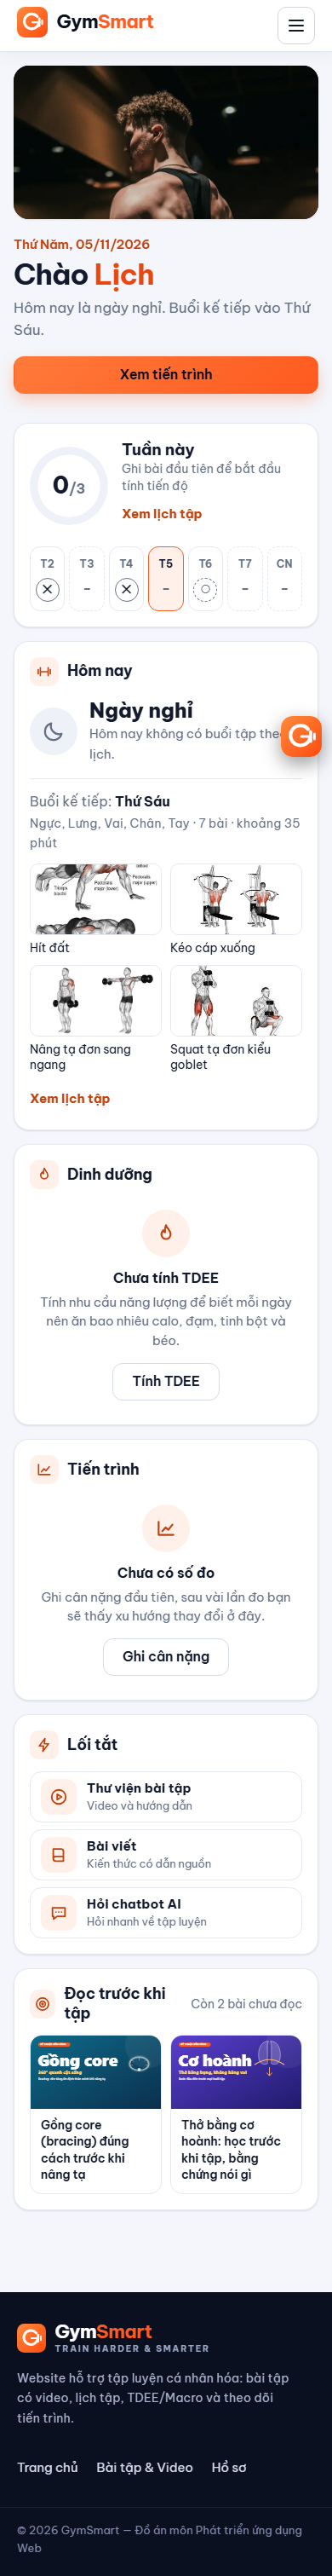 GymSmart
Thứ Năm, 05/11/2026
Chào Lịch
Hôm nay là ngày nghỉ. Buổi kế tiếp vào Thứ
Sáu.
Xem tiến trình
Tuần này
0/3
Ghi bài đầu tiên để bắt đầu
tính tiến độ
Xem lịch tập
T2 T3 T4 T5 T6 T7 CN
– – – –
Hôm nay
Ngày nghỉ
Hôm nay không có buổi tập theo
lịch.
Buổi kế tiếp: Thứ Sáu
Ngực, Lưng, Vai, Chân, Tay · 7 bài · khoảng 35
phút
Hít đất
Kéo cáp xuống
Nâng tạ đơn sang
ngang
Squat tạ đơn kiểu
goblet
Xem lịch tập
Dinh dưỡng
Chưa tính TDEE
Tính nhu cầu năng lượng để biết mỗi ngày
nên ăn bao nhiêu calo, đạm, tinh bột và
béo.
Tính TDEE
Tiến trình
Chưa có số đo
Ghi cân nặng đầu tiên, sau vài lần đo bạn
sẽ thấy xu hướng thay đổi ở đây.
Ghi cân nặng
Lối tắt
Thư viện bài tập
Video và hướng dẫn
Bài viết
Kiến thức có dẫn nguồn
Hỏi chatbot AI
Hỏi nhanh về tập luyện
Đọc trước khi
tập
Còn 2 bài chưa đọc
Gồng core
Cơ hoành
Gồng core
(bracing) đúng
cách trước khi
nâng tạ
Thở bằng cơ
hoành: học trước
khi tập, bằng
chứng nói gì
GymSmart
TRAIN HARDER & SMARTER
Website hỗ trợ tập luyện cá nhân hóa: bài tập
có video, lịch tập, TDEE/Macro và theo dõi
tiến trình.
Trang chủ Bài tập & Video Hồ sơ
© 2026 GymSmart — Đồ án môn Phát triển ứng dụng
Web